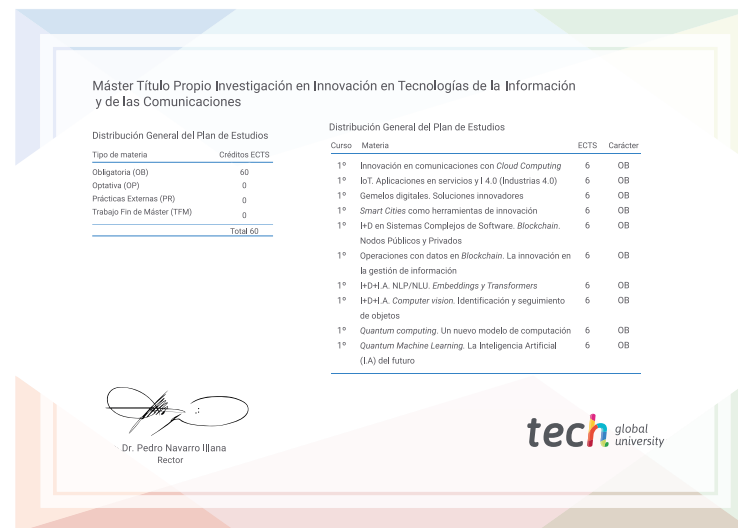 Máster Título Propio Investigación en Innovación en Tecnologías de la Información
y de las Comunicaciones
Distribución General del Plan de Estudios
Tipo de materia Créditos ECTS
Obligatoria (OB) 60
Optativa (OP) 0
Prácticas Externas (PR) 0
Trabajo Fin de Máster (TFM) 0
Total 60
Distribución General del Plan de Estudios
Curso Materia ECTS Carácter
1º Innovación en comunicaciones con Cloud Computing 6 OB
1º IoT. Aplicaciones en servicios y I 4.0 (Industrias 4.0) 6 OB
1º Gemelos digitales. Soluciones innovadores 6 OB
1º Smart Cities como herramientas de innovación 6 OB
1º I+D en Sistemas Complejos de Software. Blockchain. 6 OB
Nodos Públicos y Privados
1º Operaciones con datos en Blockchain. La innovación en 6 OB
la gestión de información
1º I+D+I.A. NLP/NLU. Embeddings y Transformers 6 OB
1º I+D+I.A. Computer vision. Identificación y seguimiento 6 OB
de objetos
1º Quantum computing. Un nuevo modelo de computación 6 OB
1º Quantum Machine Learning. La Inteligencia Artificial 6 OB
(I.A) del futuro
Dr. Pedro Navarro Illana
Rector
tech global
university